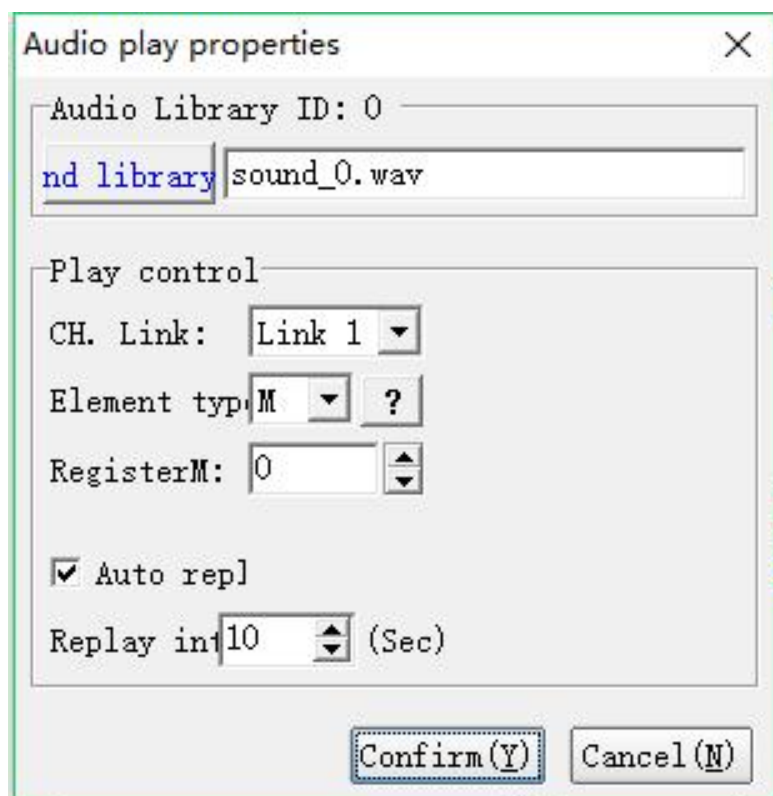 Audio play properties
Audio Library ID: 0
nd library sound_0.wav
Play control
CH. Link: Link 1
Element typ M ?
RegisterM: 0
Auto repl
Replay int 10 (Sec)
Confirm(Y) Cancel(N)